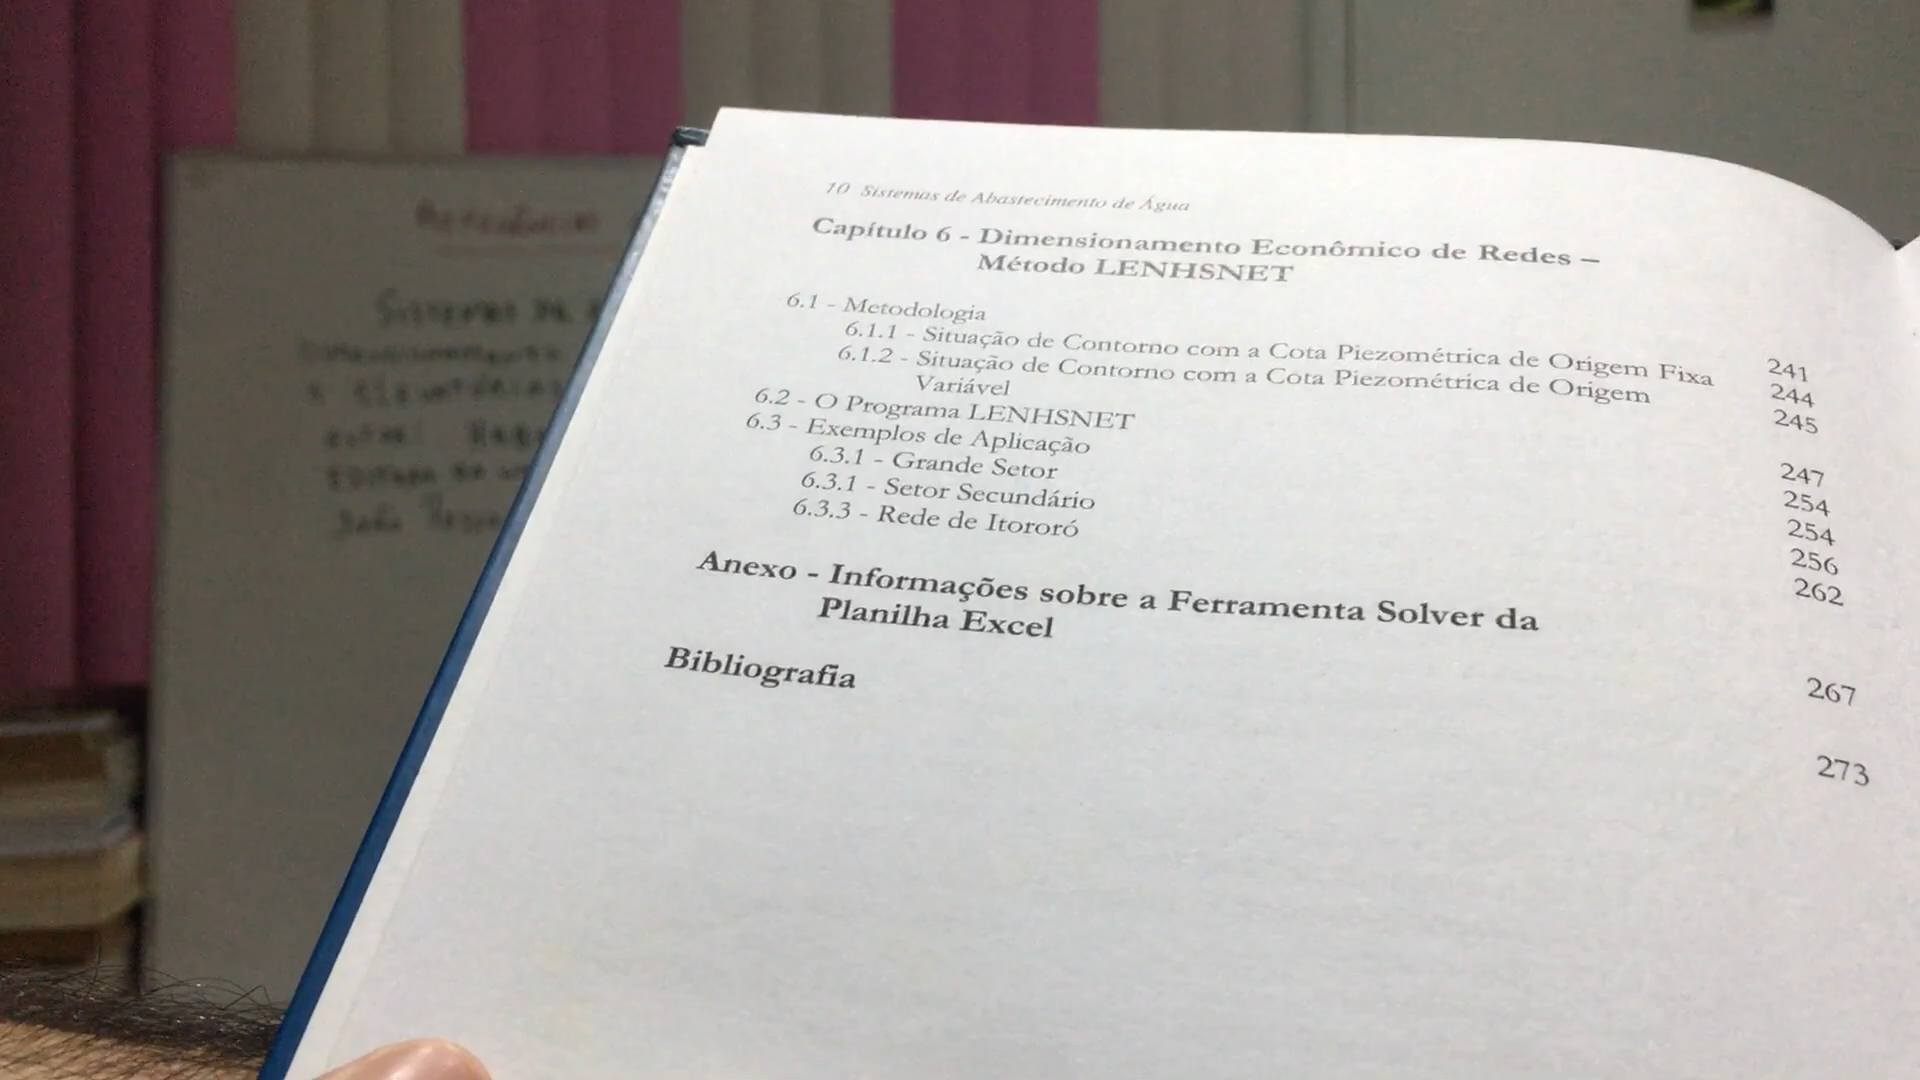 10 Sistemas de Abastecimento de Água
Capítulo 6 - Dimensionamento Econômico de Redes –
Método LENHSNET
241
6.1 - Metodologia
244
6.1.1 - Situação de Contorno com a Cota Piezométrica de Origem Fixa
245
6.1.2 - Situação de Contorno com a Cota Piezométrica de Origem
Variável
247
6.2 - O Programa LENHSNET
254
6.3 - Exemplos de Aplicação
254
6.3.1 - Grande Setor
256
6.3.1 - Setor Secundário
262
6.3.3 - Rede de Itororó
Anexo - Informações sobre a Ferramenta Solver da
Planilha Excel
267
Bibliografia
273
Sistemas de
João